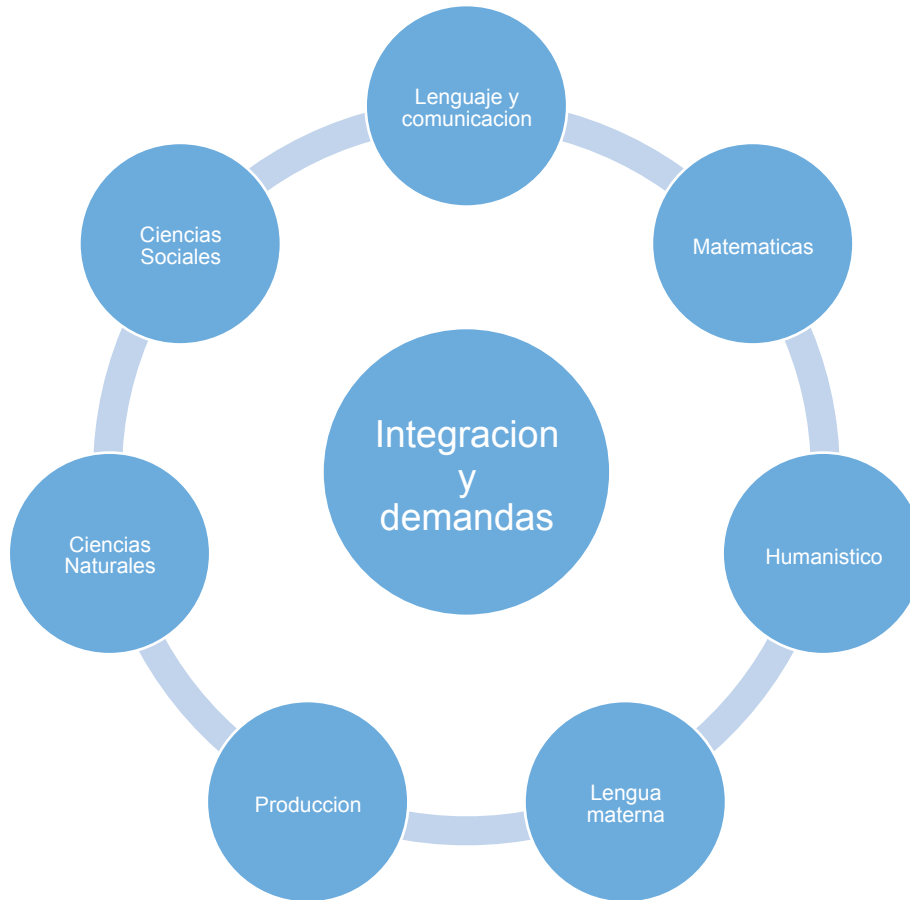 Lenguaje y
comunicacion
Matematicas
Humanistico
Lengua
materna
Produccion
Ciencias
Naturales
Ciencias
Sociales
Integracion
y
demandas